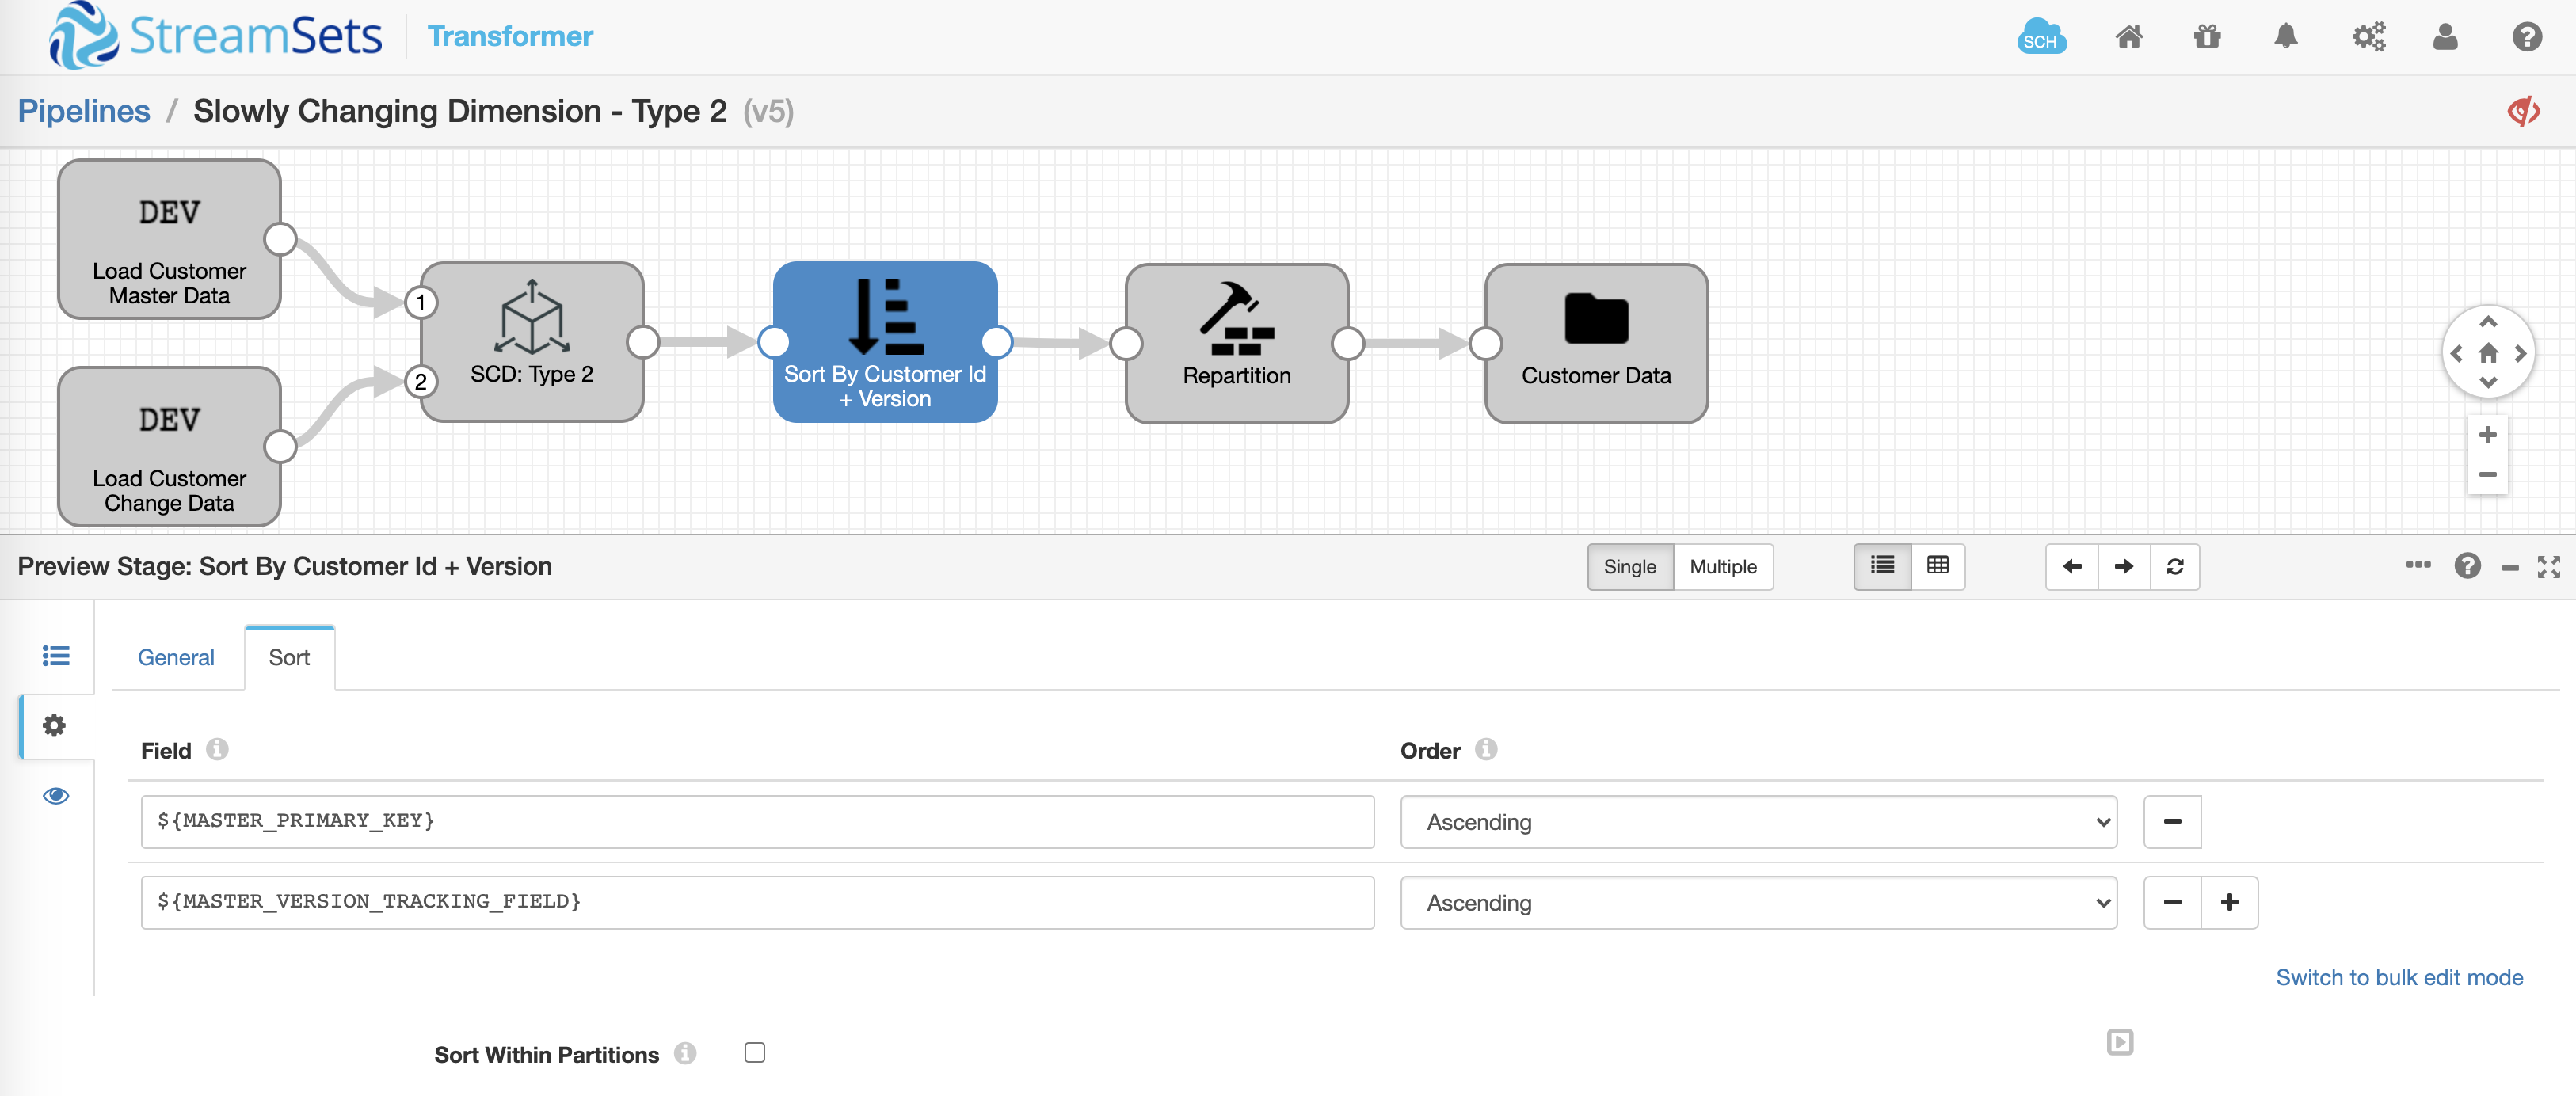 StreamSets Transformer
SCH
Pipelines / Slowly Changing Dimension - Type 2 (v5)
DEV
Load Customer
Master Data
DEV
Load Customer
Change Data
1
2
SCD: Type 2
Sort By Customer Id
+ Version
Repartition
Customer Data
Preview Stage: Sort By Customer Id + Version
Single Multiple
General Sort
Field Order
${MASTER_PRIMARY_KEY} Ascending
${MASTER_VERSION_TRACKING_FIELD} Ascending
Switch to bulk edit mode
Sort Within Partitions